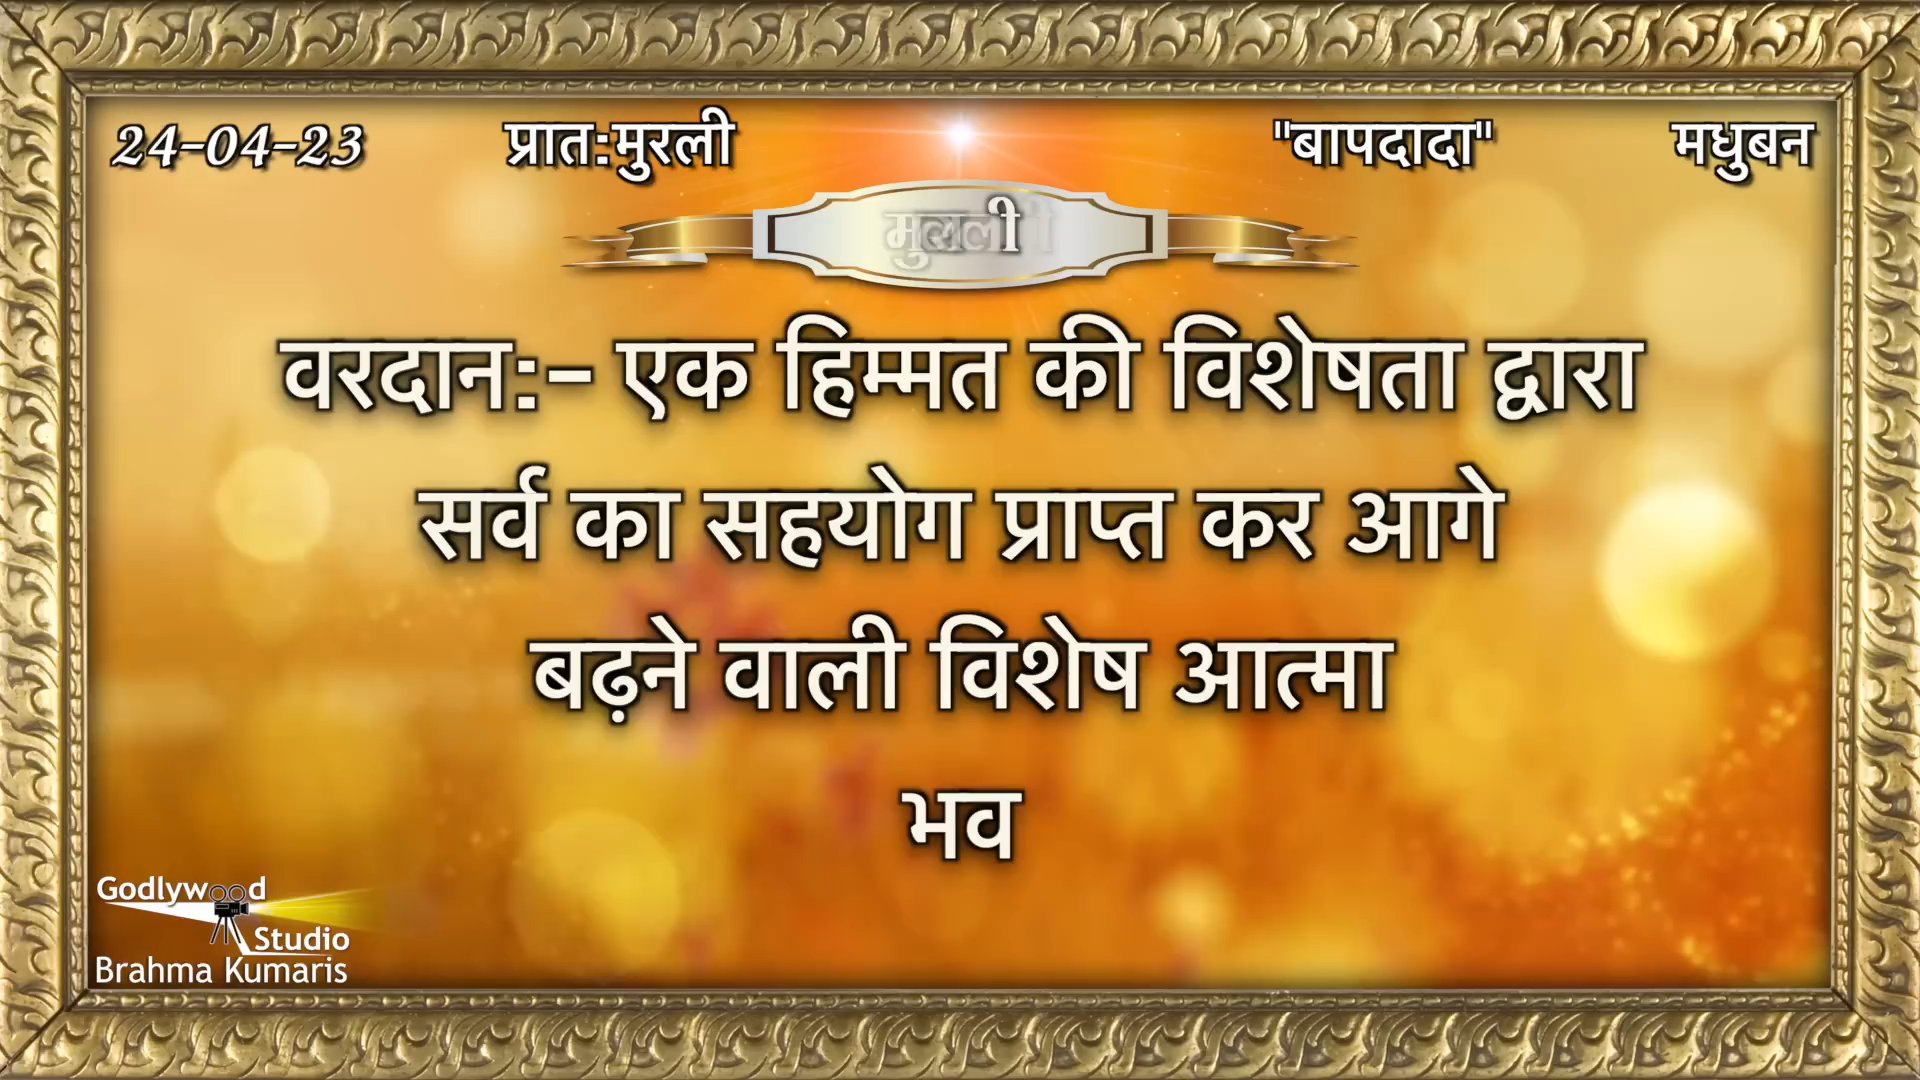 24-04-23 प्रात:मुरली "बापदादा" मधुबन
वरदान:- एक हिम्मत की विशेषता द्वारा
सर्व का सहयोग प्राप्त कर आगे
बढ़ने वाली विशेष आत्मा
भव
Godlywood
Studio
Brahma Kumaris